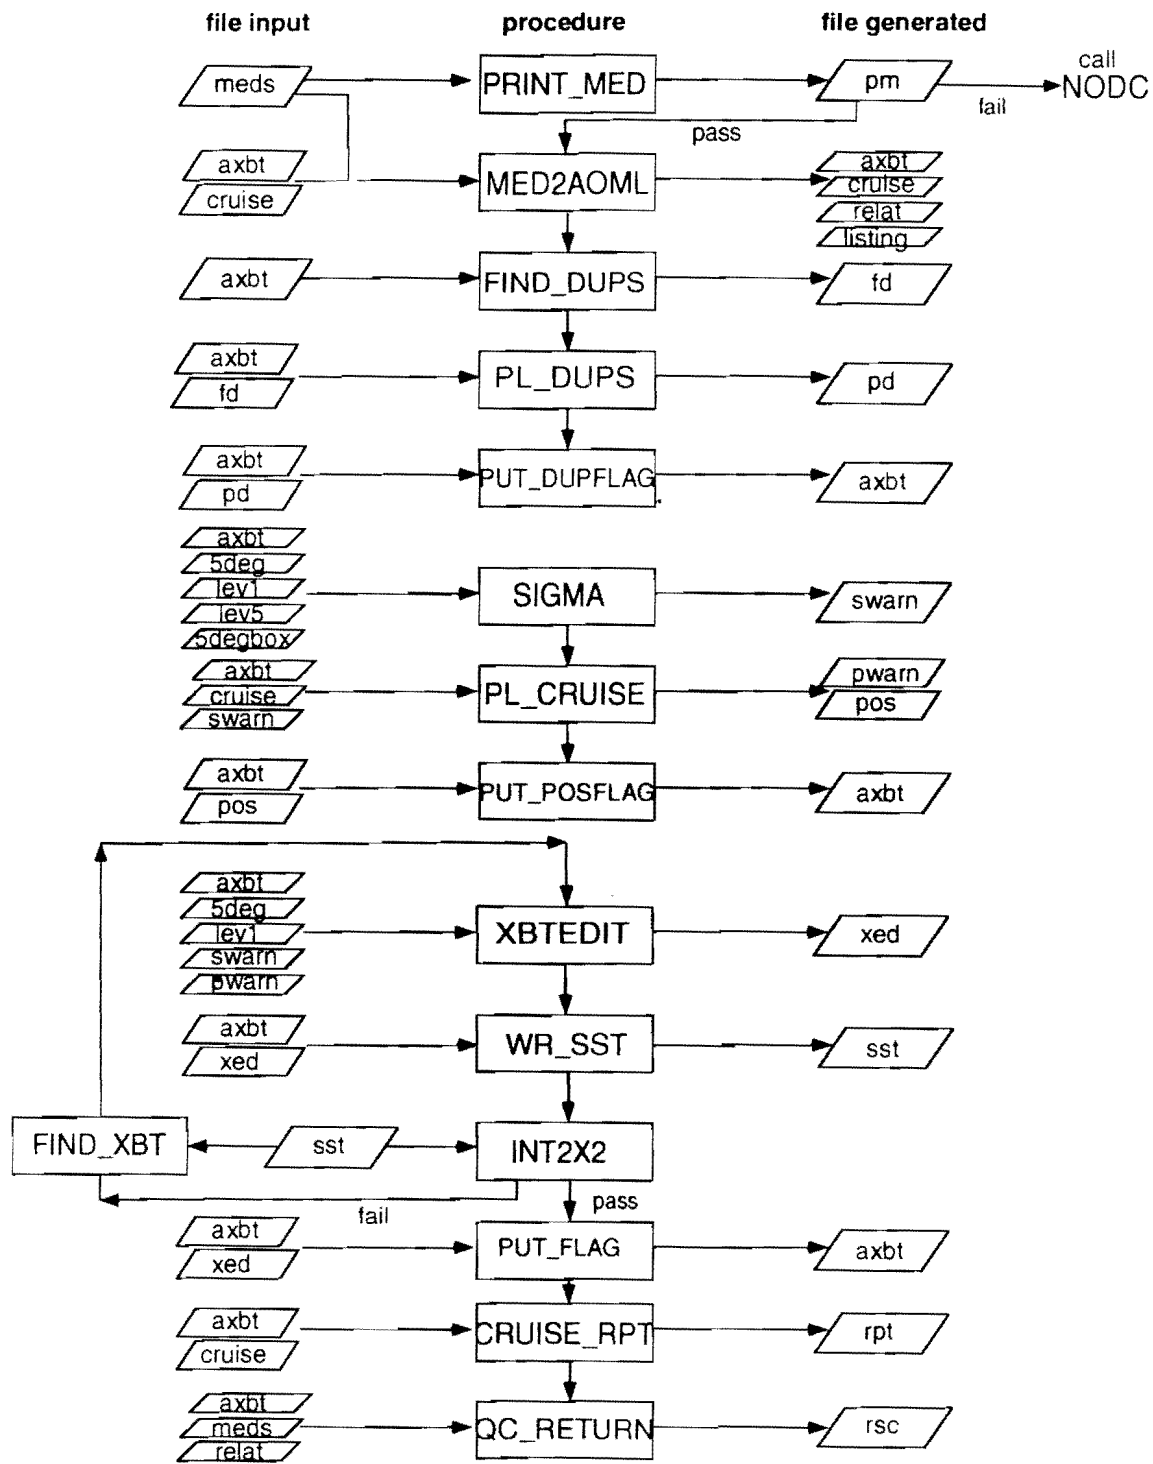 file input procedure file generated
call
meds PRINT_MED pm NODC
fail
pass
axbt
cruise
MED2AOML
axbt
cruise
relat
listing
axbt FIND_DUPS fd
axbt
fd
PL_DUPS pd
axbt
pd
PUT_DUPFLAG axbt
axbt
5deg
lev1
lev5
5degbox
SIGMA swarn
axbt
cruise
swarn
PL_CRUISE
pwarn
pos
axbt
pos
PUT_POSFLAG axbt
axbt
5deg
lev1
swarn
pwarn
XBTEDIT xed
axbt
xed
WR_SST sst
FIND_XBT sst INT2X2
fail pass
axbt
xed
PUT_FLAG axbt
axbt
cruise
CRUISE_RPT rpt
axbt
meds
relat
QC_RETURN rsc